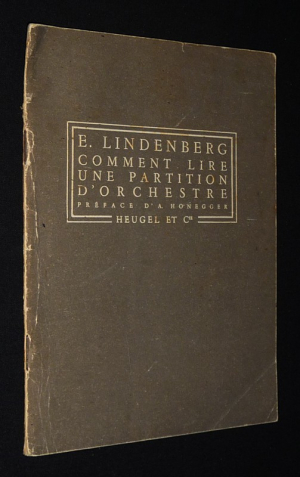 E. LINDENBERG
COMMENT LIRE
UNE PARTITION
D'ORCHESTRE
PRÉFACE D'A. HONEGGER
HEUGEL ET Cie